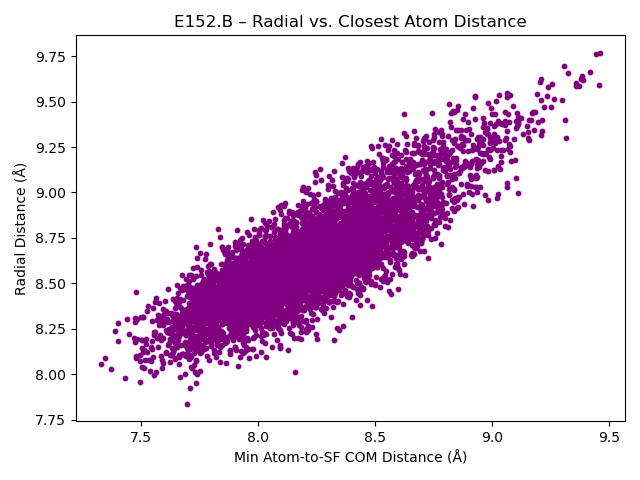 E152.B – Radial vs. Closest Atom Distance
9.75
9.50
9.25
9.00
8.75
8.50
8.25
8.00
7.75
Radial Distance (Å)
7.5 8.0 8.5 9.0 9.5
Min Atom-to-SF COM Distance (Å)